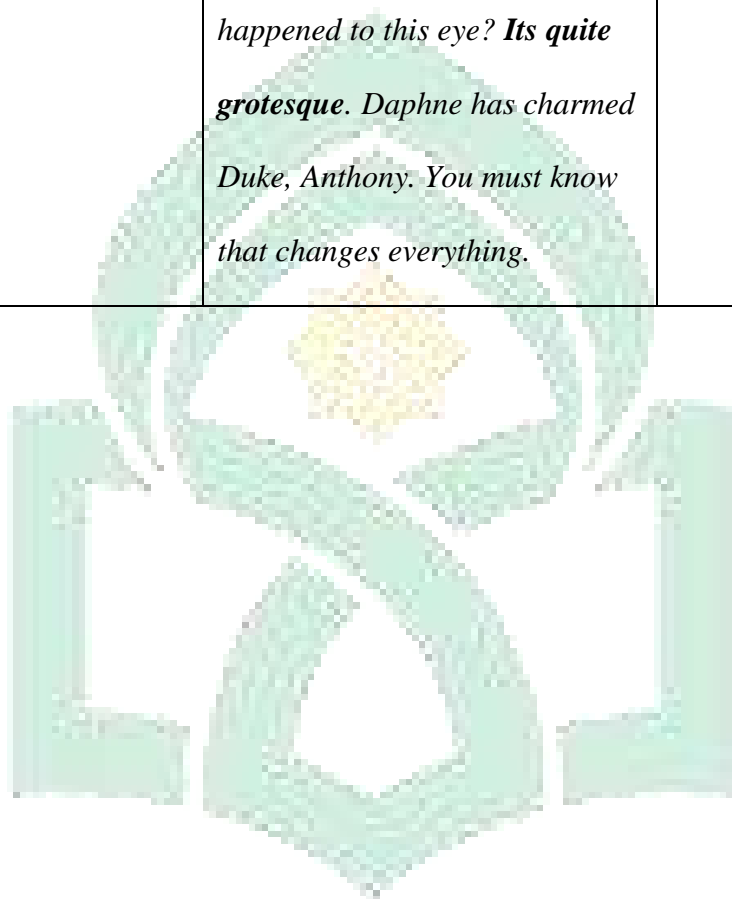 happened to this eye? Its quite
grotesque. Daphne has charmed
Duke, Anthony. You must know
that changes everything.